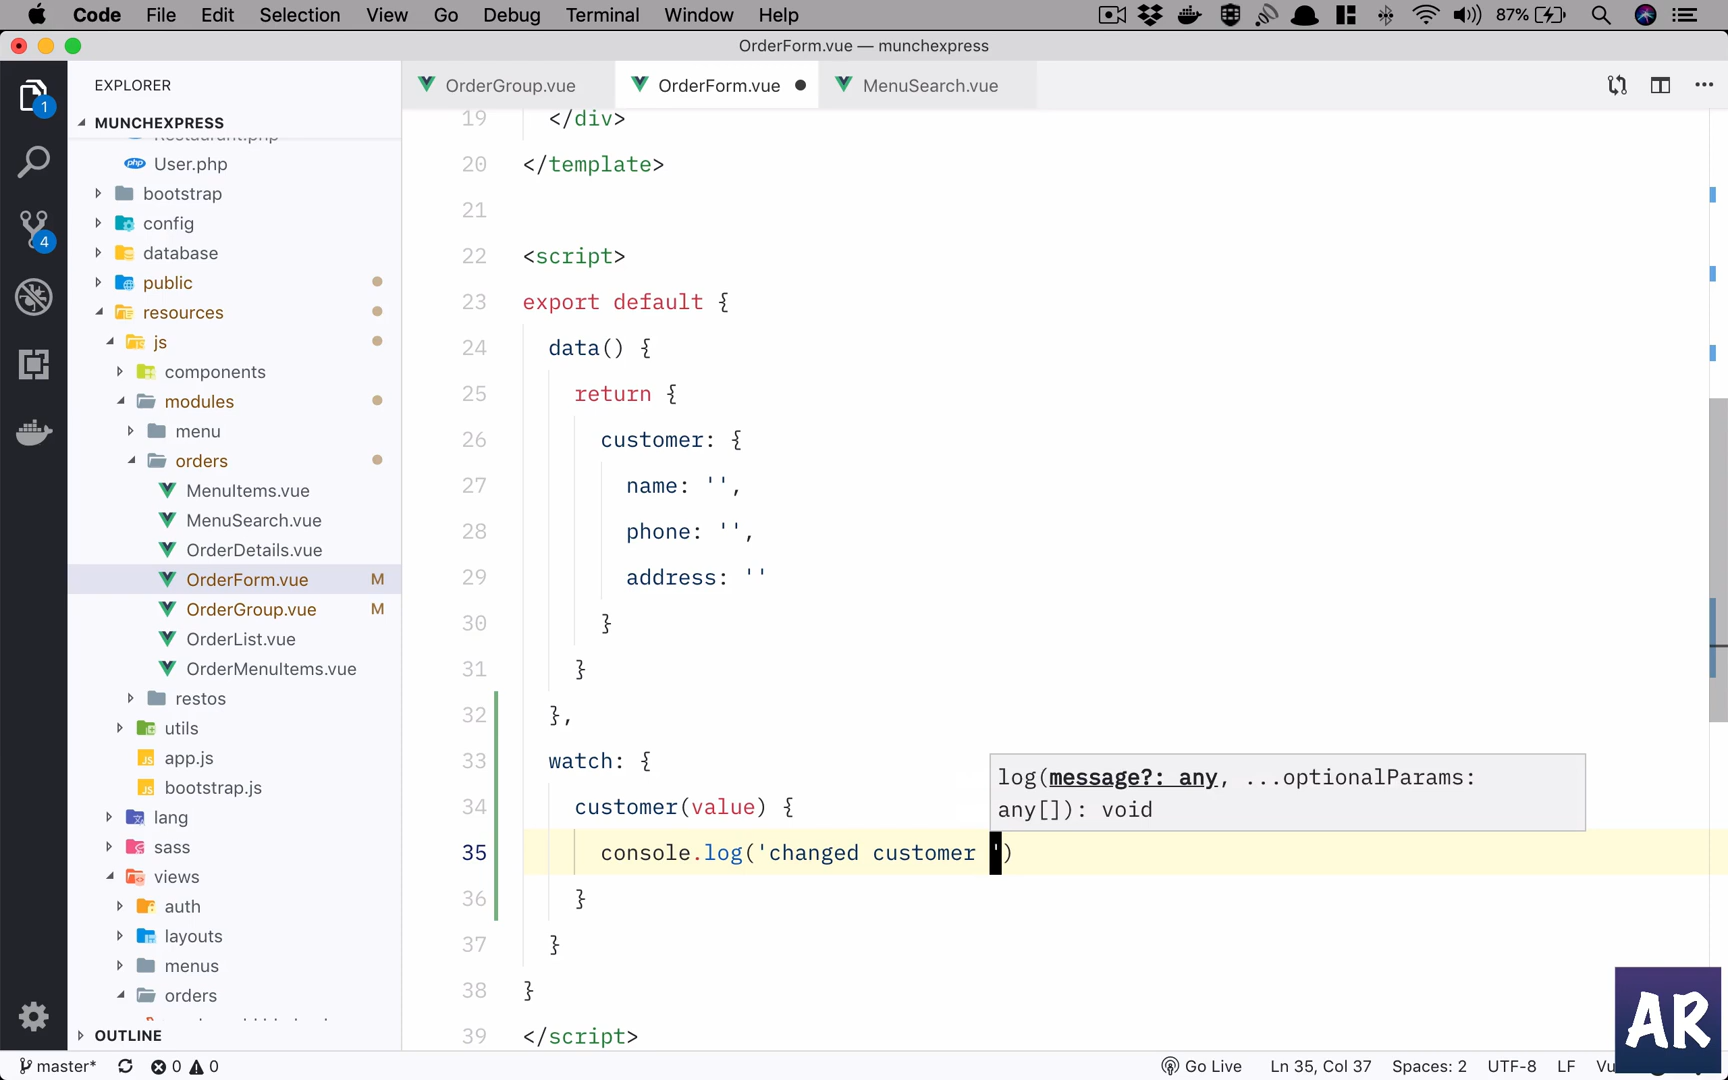 Code File Edit Selection View Go Debug Terminal Window Help 87%
OrderForm.vue — munchexpress
EXPLORER
MUNCHEXPRESS
Restaurant.php
User.php
bootstrap
config
database
public
resources
js
components
modules
menu
orders
MenuItems.vue
MenuSearch.vue
OrderDetails.vue
OrderForm.vue M
OrderGroup.vue M
OrderList.vue
OrderMenuItems.vue
restos
utils
app.js
bootstrap.js
lang
sass
views
auth
layouts
menus
orders
OUTLINE
1
4
OrderGroup.vue OrderForm.vue MenuSearch.vue
19 </div>
20 </template>
21
22 <script>
23 export default {
24 data() {
25 return {
26 customer: {
27 name: '',
28 phone: '',
29 address: ''
30 }
31 }
32 },
33 watch: {
34 customer(value) {
35 console.log('changed customer ')
36 }
37 }
38 }
39 </script>
log(message?: any, ...optionalParams:
any[]): void
AR
master* 0 0 Go Live Ln 35, Col 37 Spaces: 2 UTF-8 LF